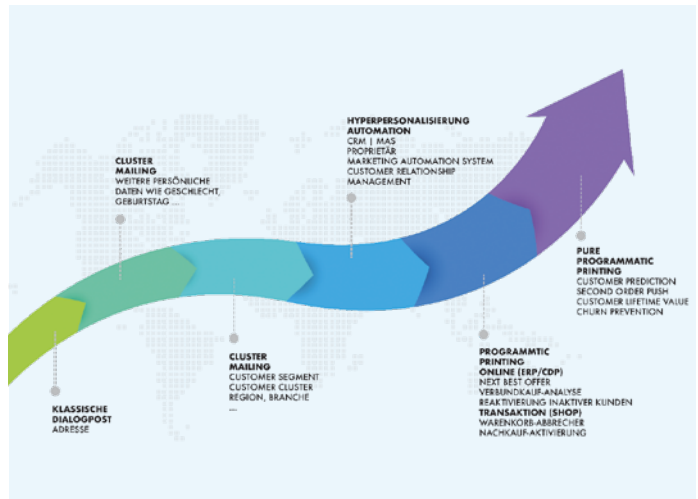 KLASSISCHE
DIALOGPOST
ADRESSE
CLUSTER
MAILING
WEITERE PERSÖNLICHE
DATEN WIE GESCHLECHT,
GEBURTSTAG ...
CLUSTER
MAILING
CUSTOMER SEGMENT
CUSTOMER CLUSTER
REGION, BRANCHE
...
HYPERPERSONALISIERUNG
AUTOMATION
CRM | MAS
PROPRIETÄR
MARKETING AUTOMATION SYSTEM
CUSTOMER RELATIONSHIP
MANAGEMENT
PROGRAMMTIC
PRINTING
ONLINE (ERP/CDP)
NEXT BEST OFFER
VERBUNDKAUF-ANALYSE
REAKTIVIERUNG INAKTIVER KUNDEN
TRANSAKTION (SHOP)
WARENKORB-ABBRECHER
NACHKAUF-AKTIVIERUNG
PURE
PROGRAMMATIC
PRINTING
CUSTOMER PREDICTION
SECOND ORDER PUSH
CUSTOMER LIFETIME VALUE
CHURN PREVENTION